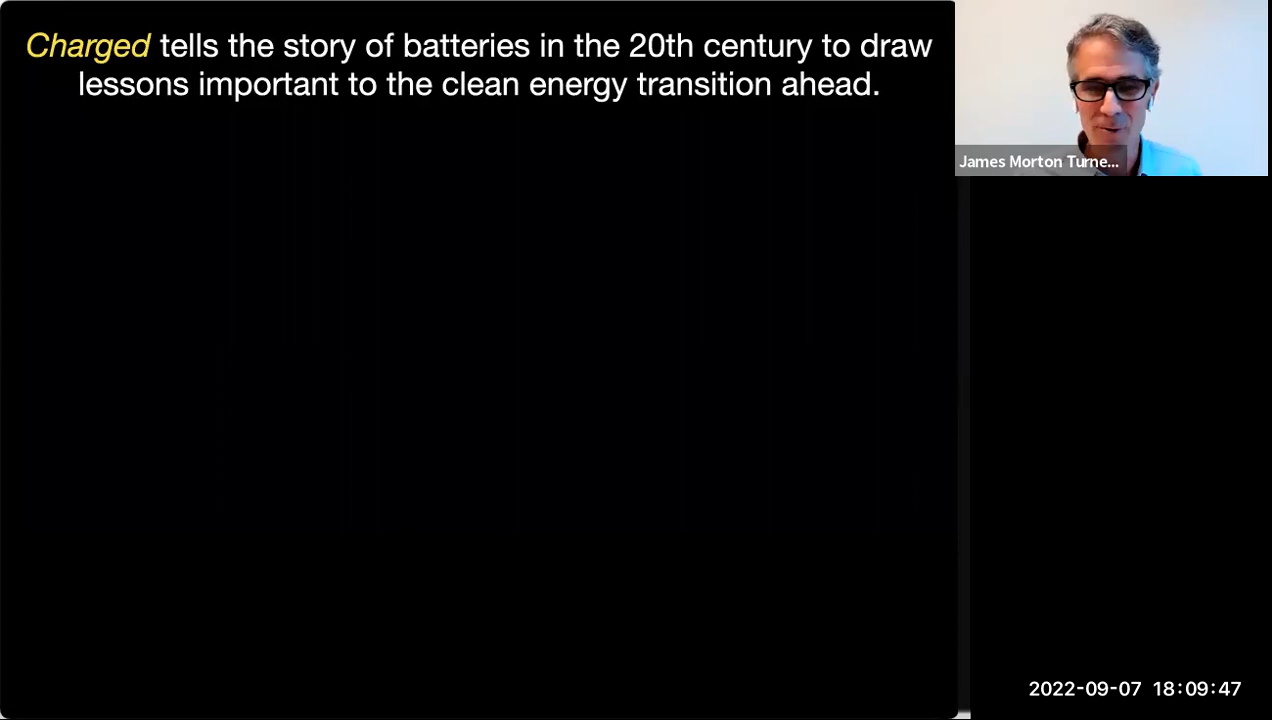 Charged tells the story of batteries in the 20th century to draw
lessons important to the clean energy transition ahead.
James Morton Turne...
2022-09-07 18:09:47